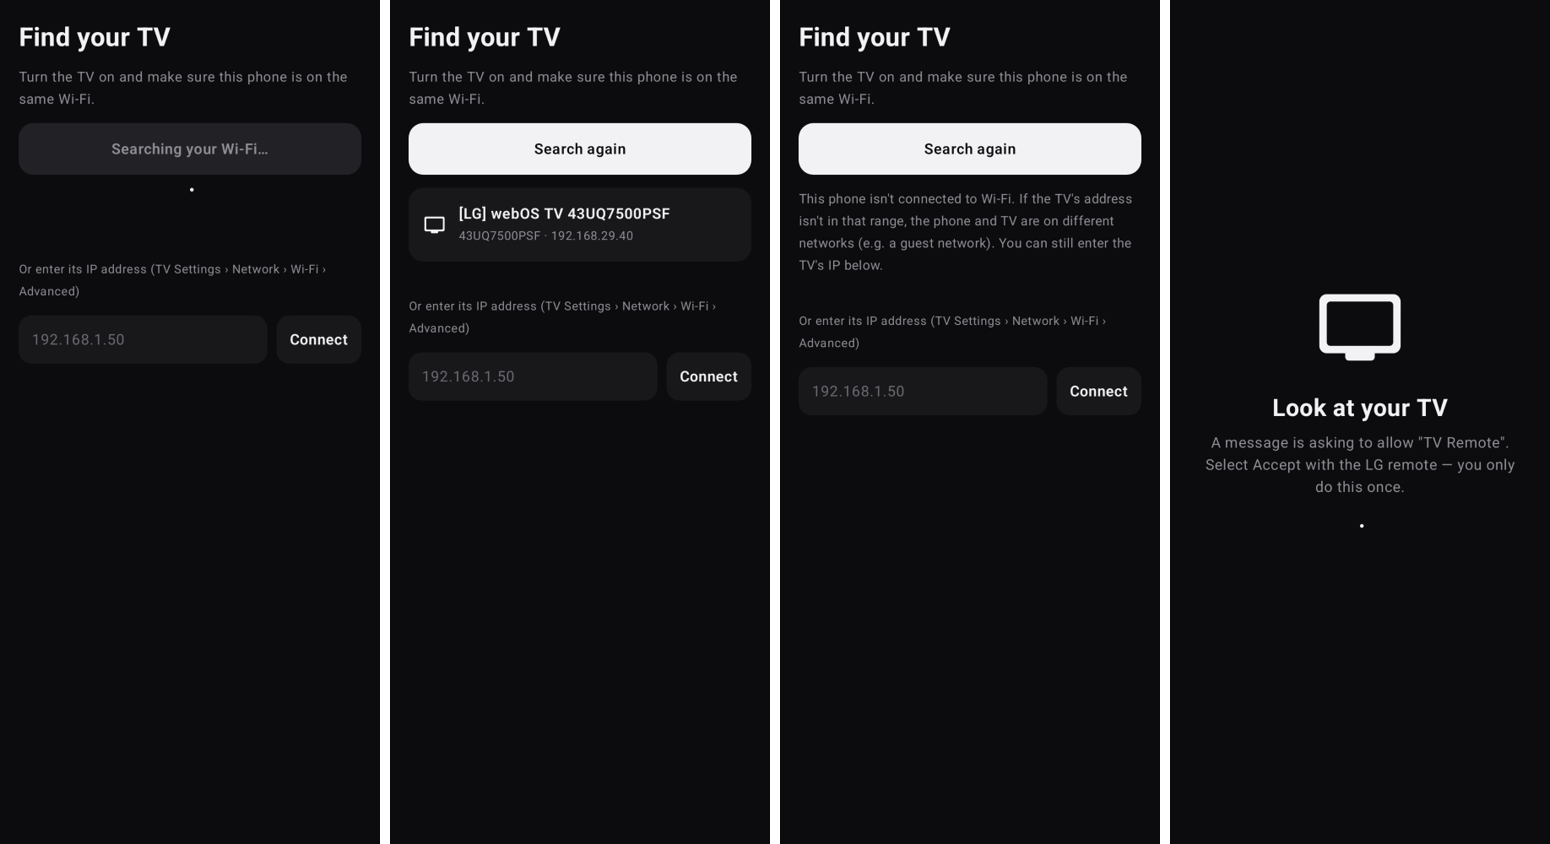 Find your TV
Turn the TV on and make sure this phone is on the
same Wi-Fi.
Searching your Wi-Fi…
Or enter its IP address (TV Settings › Network › Wi-Fi ›
Advanced)
192.168.1.50
Connect
Find your TV
Turn the TV on and make sure this phone is on the
same Wi-Fi.
Search again
[LG] webOS TV 43UQ7500PSF
43UQ7500PSF · 192.168.29.40
Or enter its IP address (TV Settings › Network › Wi-Fi ›
Advanced)
192.168.1.50
Connect
Find your TV
Turn the TV on and make sure this phone is on the
same Wi-Fi.
Search again
This phone isn't connected to Wi-Fi. If the TV's address
isn't in that range, the phone and TV are on different
networks (e.g. a guest network). You can still enter the
TV's IP below.
Or enter its IP address (TV Settings › Network › Wi-Fi ›
Advanced)
192.168.1.50
Connect
Look at your TV
A message is asking to allow "TV Remote".
Select Accept with the LG remote — you only
do this once.